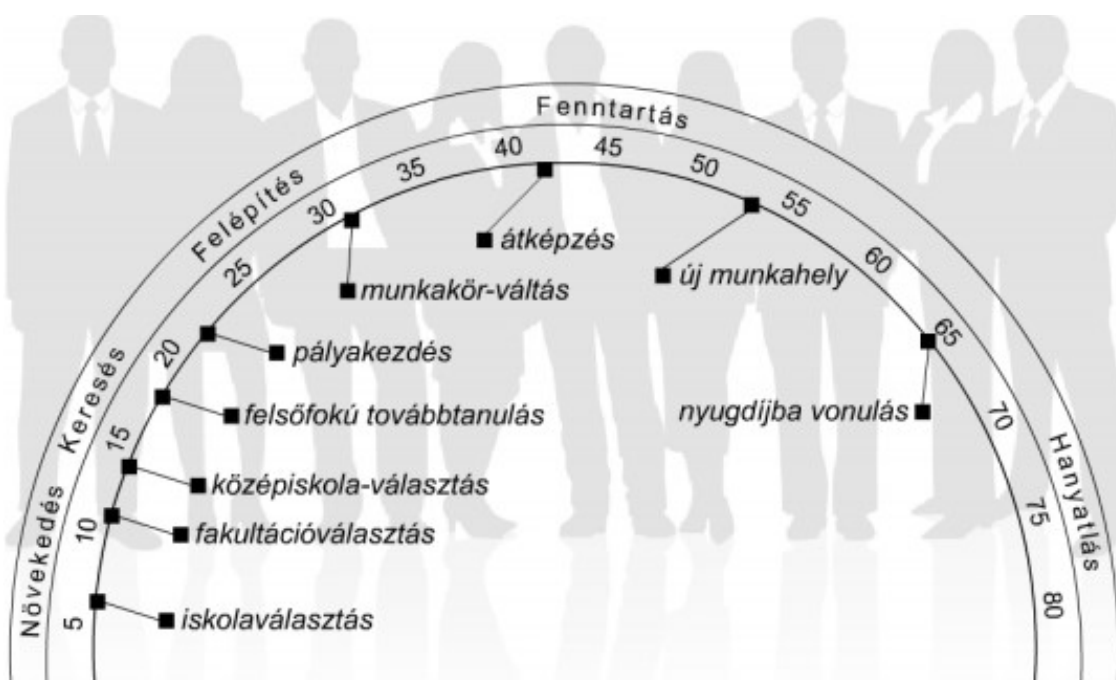 Növekedés
Keresés
Felépítés
Fenntartás
Hanyatlás
5
10
15
20
25
30
35
40
45
50
55
60
65
70
75
80
átképzés
új munkahely
munkakör-váltás
pályakezdés
felsőfokú továbbtanulás
nyugdíjba vonulás
középiskola-választás
fakultációválasztás
iskolaválasztás